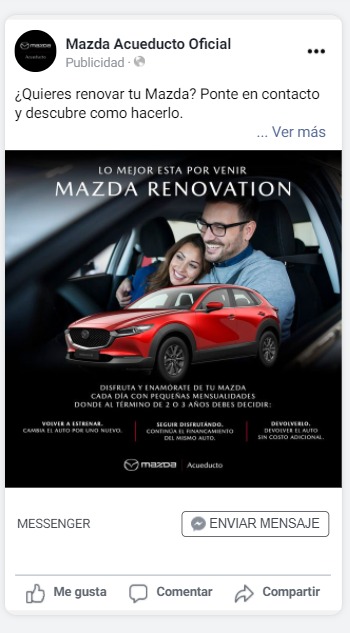 mazda
Acueducto
Mazda Acueducto Oficial
Publicidad ·
¿Quieres renovar tu Mazda? Ponte en contacto
y descubre como hacerlo.
... Ver más
LO MEJOR ESTA POR VENIR
MAZDA RENOVATION
DISFRUTA Y ENAMÓRATE DE TU MAZDA
CADA DÍA CON PEQUEÑAS MENSUALIDADES
DONDE AL TÉRMINO DE 2 O 3 AÑOS DEBES DECIDIR:
VOLVER A ESTRENAR.
CAMBIA EL AUTO POR UNO NUEVO.
SEGUIR DISFRUTANDO.
CONTINÚA EL FINANCIAMIENTO
DEL MISMO AUTO.
DEVOLVERLO.
DEVOLVER EL AUTO
SIN COSTO ADICIONAL.
mazda | Acueducto
MESSENGER
ENVIAR MENSAJE
Me gusta
Comentar
Compartir